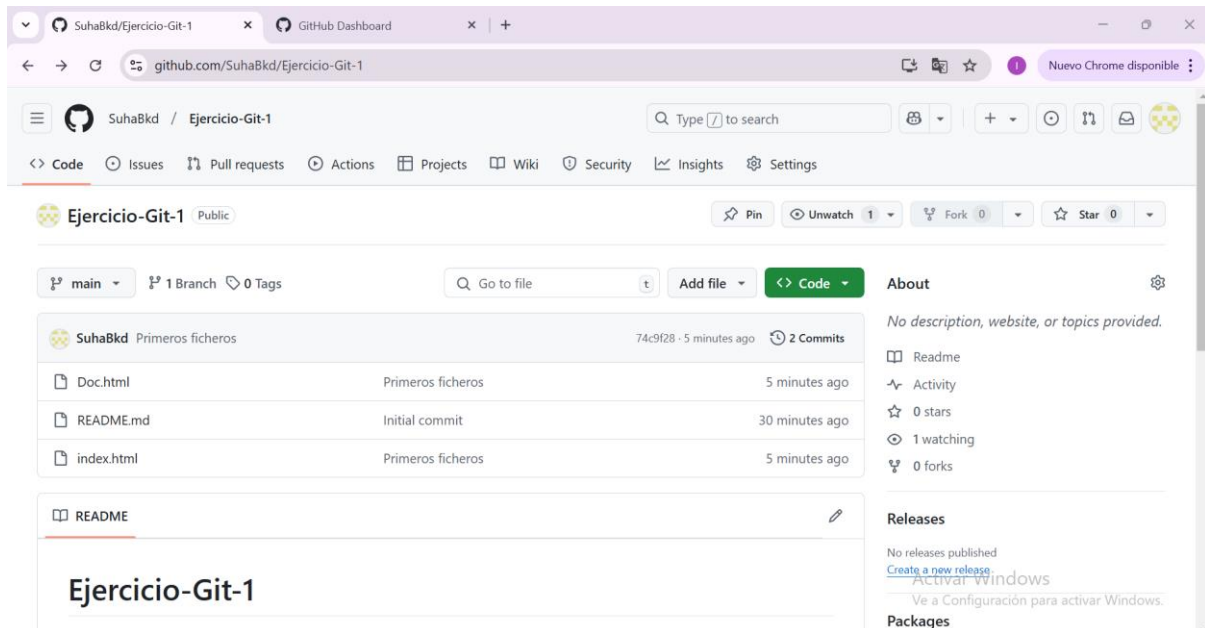 SuhaBkd/Ejercicio-Git-1
GitHub Dashboard
github.com/SuhaBkd/Ejercicio-Git-1
I
Nuevo Chrome disponible
SuhaBkd / Ejercicio-Git-1
Type / to search
Code Issues Pull requests Actions Projects Wiki Security Insights Settings
Ejercicio-Git-1 Public
Pin Unwatch 1 Fork 0 Star 0
main 1 Branch 0 Tags Go to file t Add file Code
SuhaBkd Primeros ficheros 74c9f28 · 5 minutes ago 2 Commits
Doc.html Primeros ficheros 5 minutes ago
README.md Initial commit 30 minutes ago
index.html Primeros ficheros 5 minutes ago
README
Ejercicio-Git-1
About
No description, website, or topics provided.
Readme
Activity
0 stars
1 watching
0 forks
Releases
No releases published
Create a new release
Activar Windows
Ve a Configuración para activar Windows.
Packages